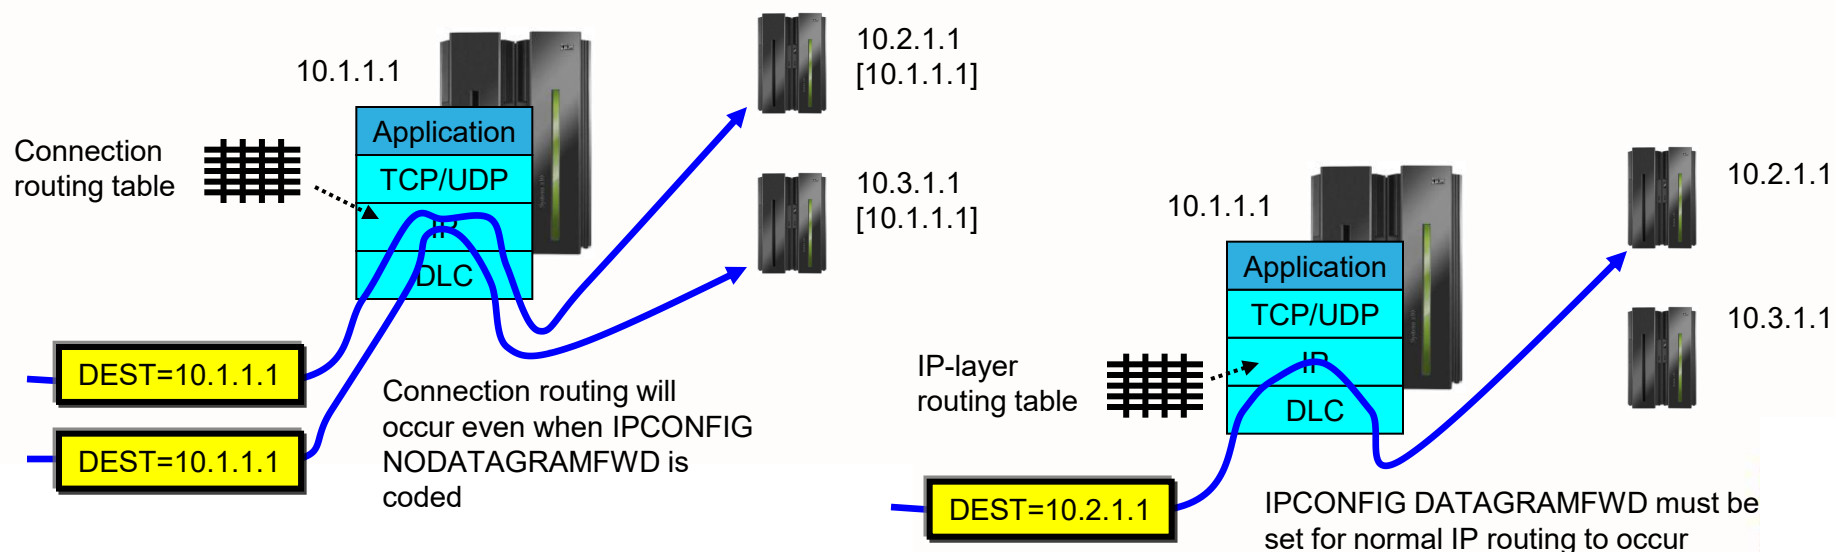 10.1.1.1
10.2.1.1
[10.1.1.1]
10.3.1.1
[10.1.1.1]
Connection
routing table
Application
TCP/UDP
IP
DLC
DEST=10.1.1.1
DEST=10.1.1.1
Connection routing will
occur even when IPCONFIG
NODATAGRAMFWD is
coded
10.1.1.1
10.2.1.1
10.3.1.1
IP-layer
routing table
Application
TCP/UDP
IP
DLC
DEST=10.2.1.1
IPCONFIG DATAGRAMFWD must be
set for normal IP routing to occur